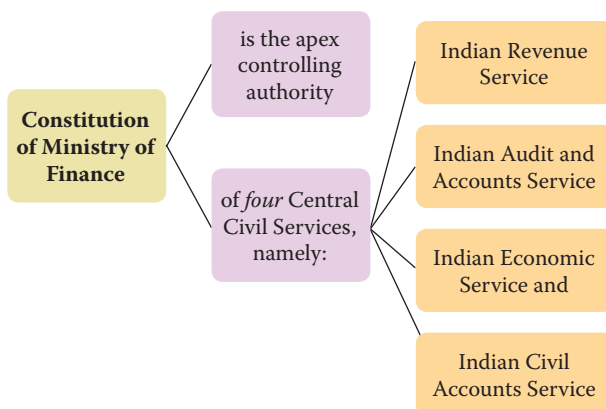 Constitution
of Ministry of
Finance
is the apex
controlling
authority
of four Central
Civil Services,
namely:
Indian Revenue
Service
Indian Audit and
Accounts Service
Indian Economic
Service and
Indian Civil
Accounts Service